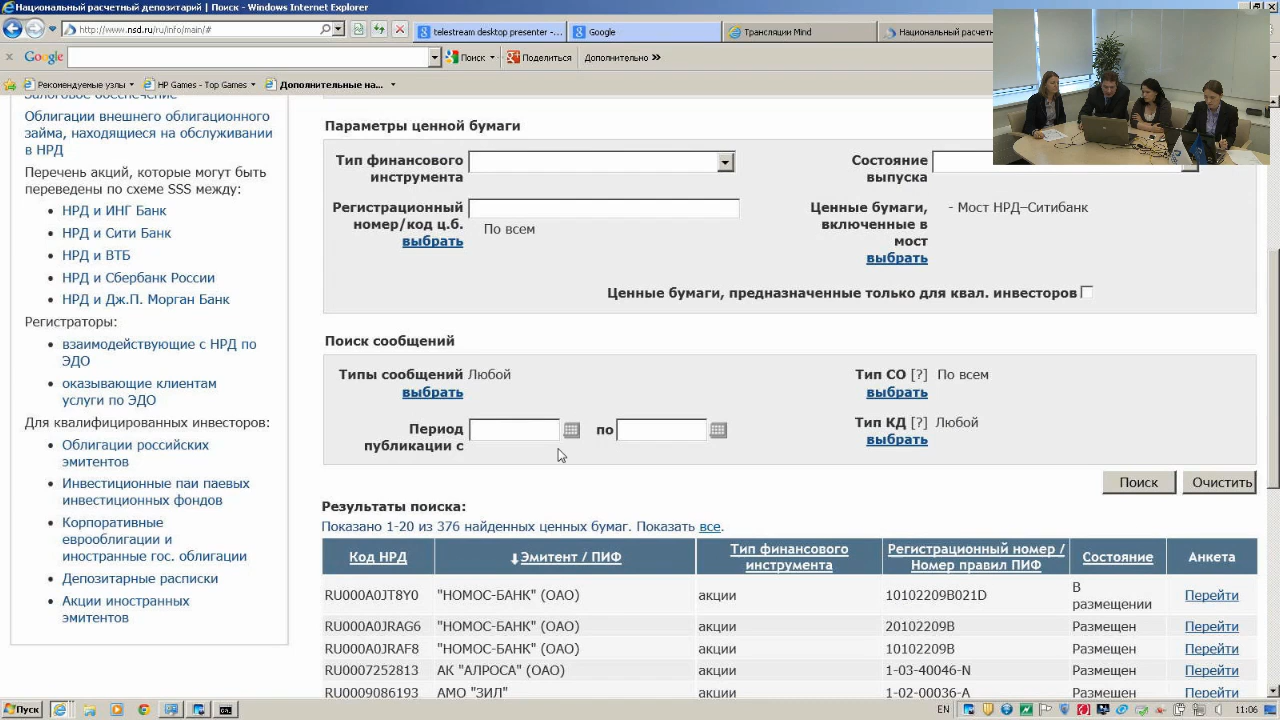 Национальный расчетный депозитарий | Поиск - Windows Internet Explorer
http://www.nsd.ru/ru/info/main/#
telestream desktop presenter -...
Google
Трансляции Mind
Национальный расчетн
x Google
Поиск
Поделиться
Дополнительно »
Рекомендуемые узлы
HP Games - Top Games
Дополнительные на...
Залоговое обеспечение
Облигации внешнего облигационного
займа, находящиеся на обслуживании
в НРД
Перечень акций, которые могут быть
переведены по схеме SSS между:
• НРД и ИНГ Банк
• НРД и Сити Банк
• НРД и ВТБ
• НРД и Сбербанк России
• НРД и Дж.П. Морган Банк
Регистраторы:
• взаимодействующие с НРД по
ЭДО
• оказывающие клиентам
услуги по ЭДО
Для квалифицированных инвесторов:
• Облигации российских
эмитентов
• Инвестиционные паи паевых
инвестиционных фондов
• Корпоративные
еврооблигации и
иностранные гос. облигации
• Депозитарные расписки
• Акции иностранных
эмитентов
Параметры ценной бумаги
Тип финансового
инструмента
Состояние
выпуска
Регистрационный
номер/код ц.б.
выбрать
По всем
Ценные бумаги,
включенные в
мост
выбрать
- Мост НРД–Ситибанк
Ценные бумаги, предназначенные только для квал. инвесторов
Поиск сообщений
Типы сообщений Любой
выбрать
Тип СО [?] По всем
выбрать
Период
публикации с
по
Тип КД [?] Любой
выбрать
Поиск
Очистить
Результаты поиска:
Показано 1-20 из 376 найденных ценных бумаг. Показать все.
Код НРД
Эмитент / ПИФ
Тип финансового
инструмента
Регистрационный номер /
Номер правил ПИФ
Состояние
Анкета
RU000A0JT8Y0 "НОМОС-БАНК" (ОАО) акции 10102209B021D В
размещении Перейти
RU000A0JRAG6 "НОМОС-БАНК" (ОАО) акции 20102209B Размещен Перейти
RU000A0JRAF8 "НОМОС-БАНК" (ОАО) акции 10102209B Размещен Перейти
RU0007252813 АК "АЛРОСА" (ОАО) акции 1-03-40046-N Размещен Перейти
RU0009086193 АМО "ЗИЛ" акции 1-02-00036-A Размещен Перейти
Пуск
EN
11:06